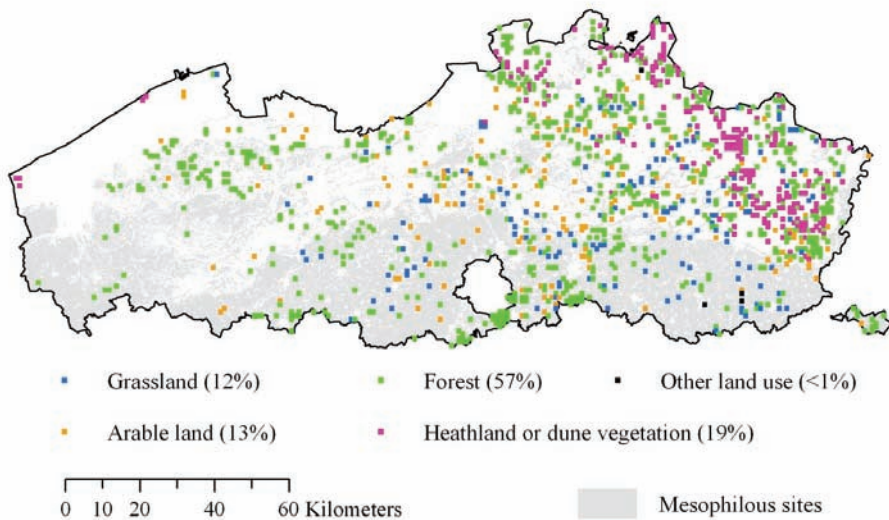 Grassland (12%) Forest (57%) Other land use (<1%)
Arable land (13%) Heathland or dune vegetation (19%)
0 10 20 40 60 Kilometers
Mesophilous sites